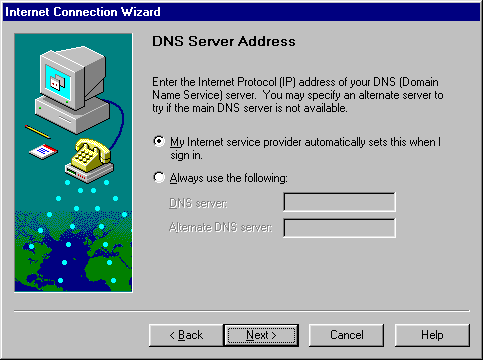 Internet Connection Wizard
DNS Server Address
Enter the Internet Protocol (IP) address of your DNS (Domain
Name Service) server. You may specify an alternate server to
try if the main DNS server is not available.
My Internet service provider automatically sets this when I
sign in.
Always use the following:
DNS server:
Alternate DNS server:
< Back
Next >
Cancel
Help